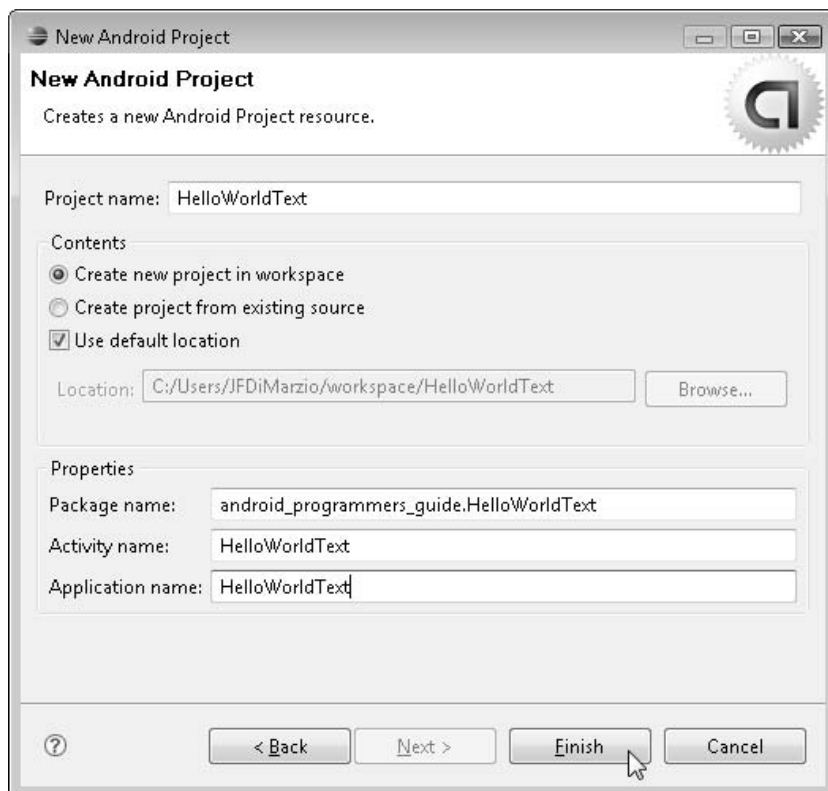 New Android Project
New Android Project
Creates a new Android Project resource.
Project name: HelloWorldText
Contents
Create new project in workspace
Create project from existing source
Use default location
Location: C:/Users/JFDiMarzio/workspace/HelloWorldText Browse...
Properties
Package name: android_programmers_guide.HelloWorldText
Activity name: HelloWorldText
Application name: HelloWorldText
? < Back Next > Finish Cancel